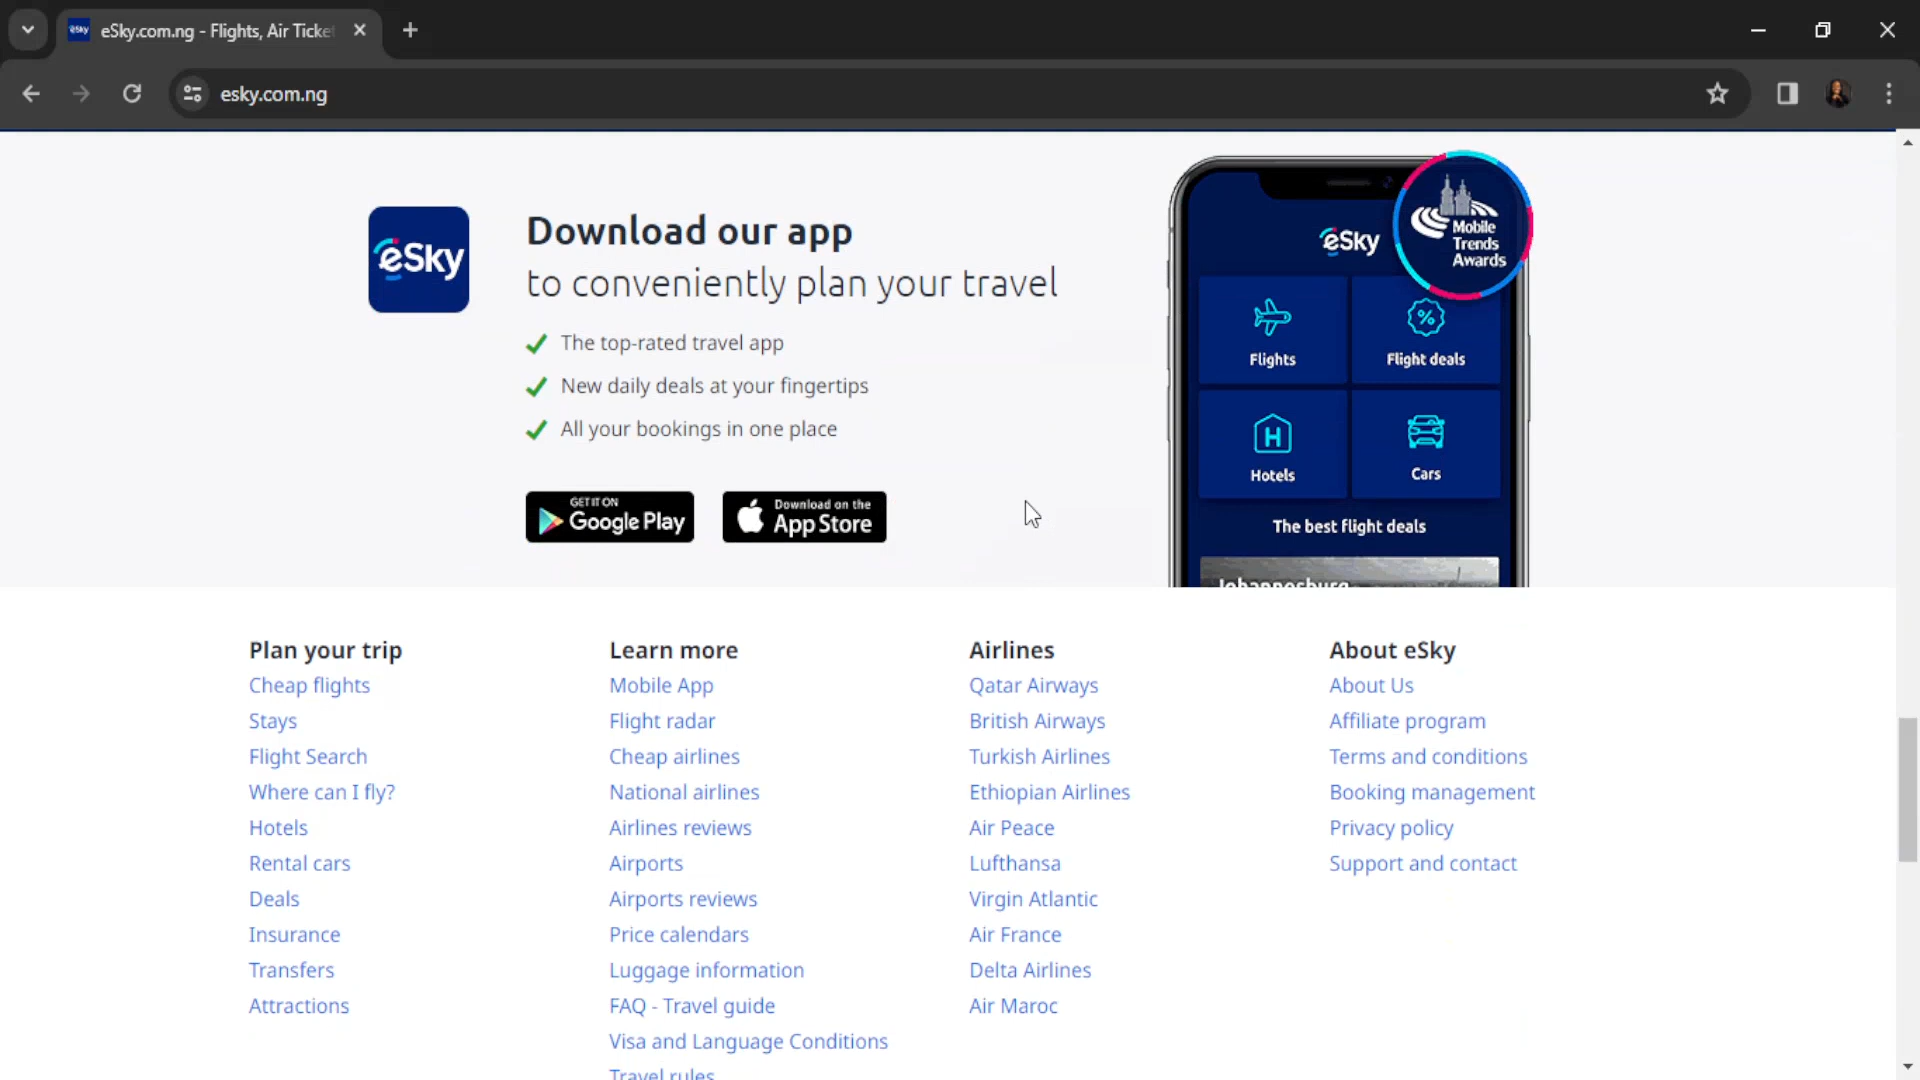 eSky
eSky.com.ng - Flights, Air Ticke
esky.com.ng
eSky
Download our app
to conveniently plan your travel
The top-rated travel app
New daily deals at your fingertips
All your bookings in one place
GET IT ON
Google Play
Download on the
App Store
eSky
Mobile
Trends
Awards
Flights
Flight deals
H
Hotels
Cars
The best flight deals
Johannesburg
Plan your trip
Cheap flights
Stays
Flight Search
Where can I fly?
Hotels
Rental cars
Deals
Insurance
Transfers
Attractions
Learn more
Mobile App
Flight radar
Cheap airlines
National airlines
Airlines reviews
Airports
Airports reviews
Price calendars
Luggage information
FAQ - Travel guide
Visa and Language Conditions
Travel rules
Airlines
Qatar Airways
British Airways
Turkish Airlines
Ethiopian Airlines
Air Peace
Lufthansa
Virgin Atlantic
Air France
Delta Airlines
Air Maroc
About eSky
About Us
Affiliate program
Terms and conditions
Booking management
Privacy policy
Support and contact